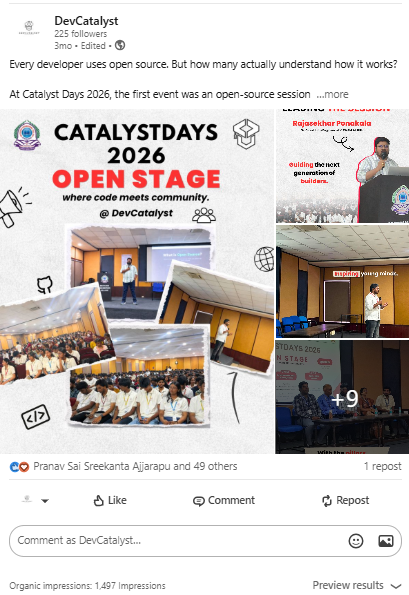 DevCatalyst
225 followers
3mo • Edited •
Every developer uses open source. But how many actually understand how it works?
At Catalyst Days 2026, the first event was an open-source session ...more
CATALYSTDAYS
2026
OPEN STAGE
where code meets community.
@ DevCatalyst
LEADING THE SESSION
Rajasekhar Ponakala
Guiding the next
generation of
builders.
Inspiring young minds.
+9
Pranav Sai Sreekanta Ajjarapu and 49 others
1 repost
Like
Comment
Repost
Comment as DevCatalyst...
Organic impressions: 1,497 Impressions
Preview results